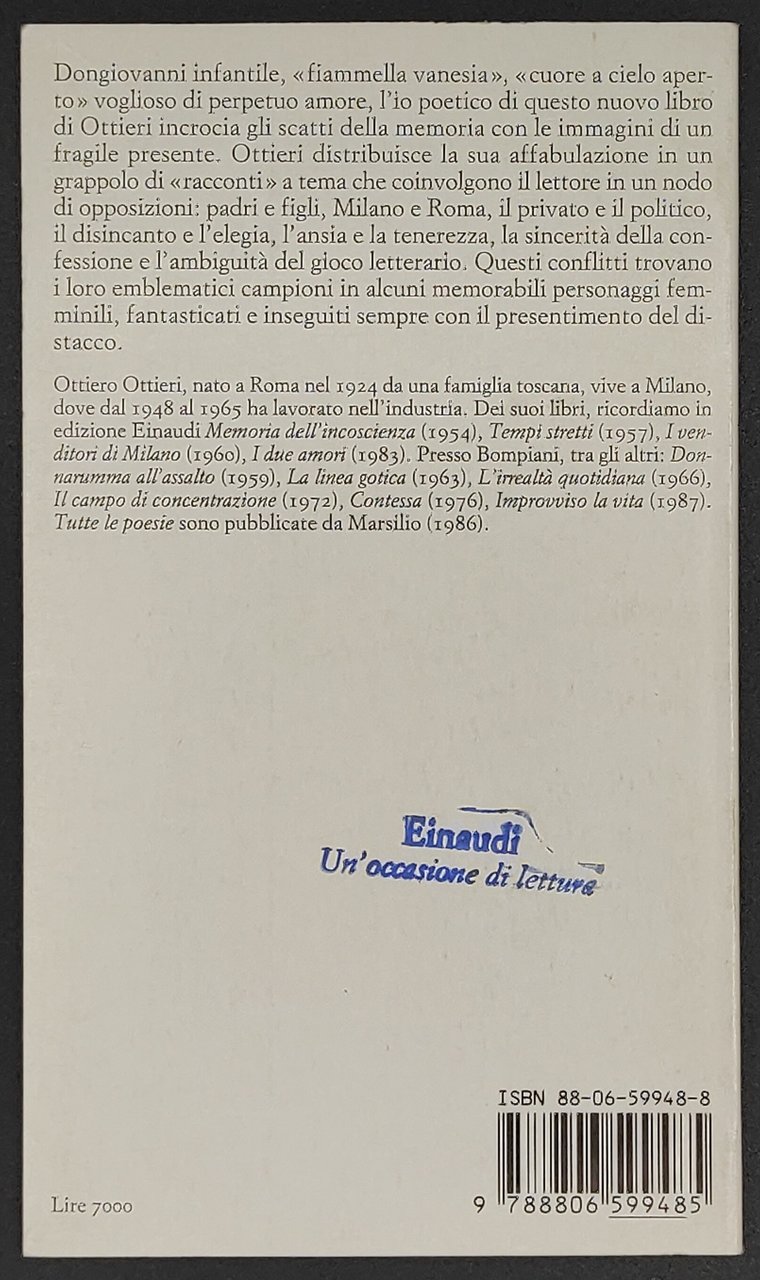 Dongiovanni infantile, «fiammella vanesia», «cuore a cielo aper-
to» voglioso di perpetuo amore, l'io poetico di questo nuovo libro
di Ottieri incrocia gli scatti della memoria con le immagini di un
fragile presente. Ottieri distribuisce la sua affabulazione in un
grappolo di «racconti» a tema che coinvolgono il lettore in un nodo
di opposizioni: padri e figli, Milano e Roma, il privato e il politico,
il disincanto e l'elegia, l'ansia e la tenerezza, la sincerità della con-
fessione e l'ambiguità del gioco letterario. Questi conflitti trovano
i loro emblematici campioni in alcuni memorabili personaggi fem-
minili, fantasticati e inseguiti sempre con il presentimento del di-
stacco.
Ottiero Ottieri, nato a Roma nel 1924 da una famiglia toscana, vive a Milano,
dove dal 1948 al 1965 ha lavorato nell'industria. Dei suoi libri, ricordiamo in
edizione Einaudi Memoria dell'incoscienza (1954), Tempi stretti (1957), I ven-
ditori di Milano (1960), I due amori (1983). Presso Bompiani, tra gli altri: Don-
narumma all'assalto (1959), La linea gotica (1963), L'irrealtà quotidiana (1966),
Il campo di concentrazione (1972), Contessa (1976), Improvviso la vita (1987).
Tutte le poesie sono pubblicate da Marsilio (1986).
Einaudi
Un'occasione di lettura
ISBN 88-06-59948-8
Lire 7000
9 788806 599485